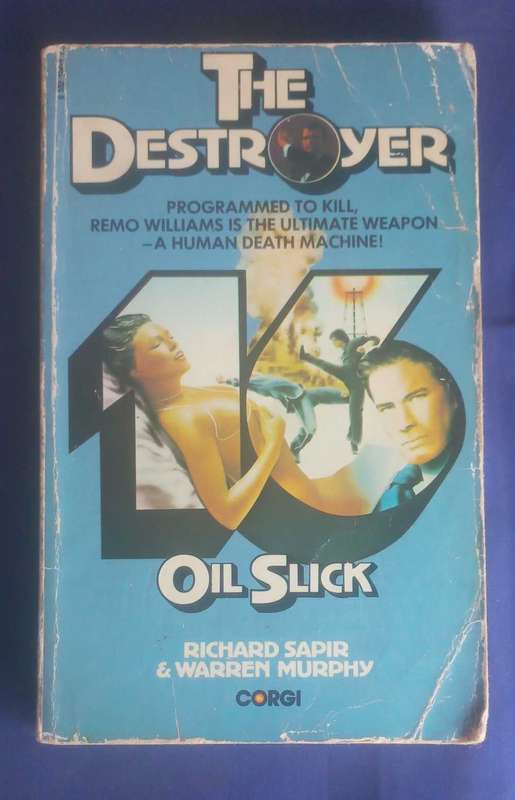 THE
DESTROYER
PROGRAMMED TO KILL,
REMO WILLIAMS IS THE ULTIMATE WEAPON
—A HUMAN DEATH MACHINE!
16
OIL SLICK
RICHARD SAPIR
& WARREN MURPHY
CORGI